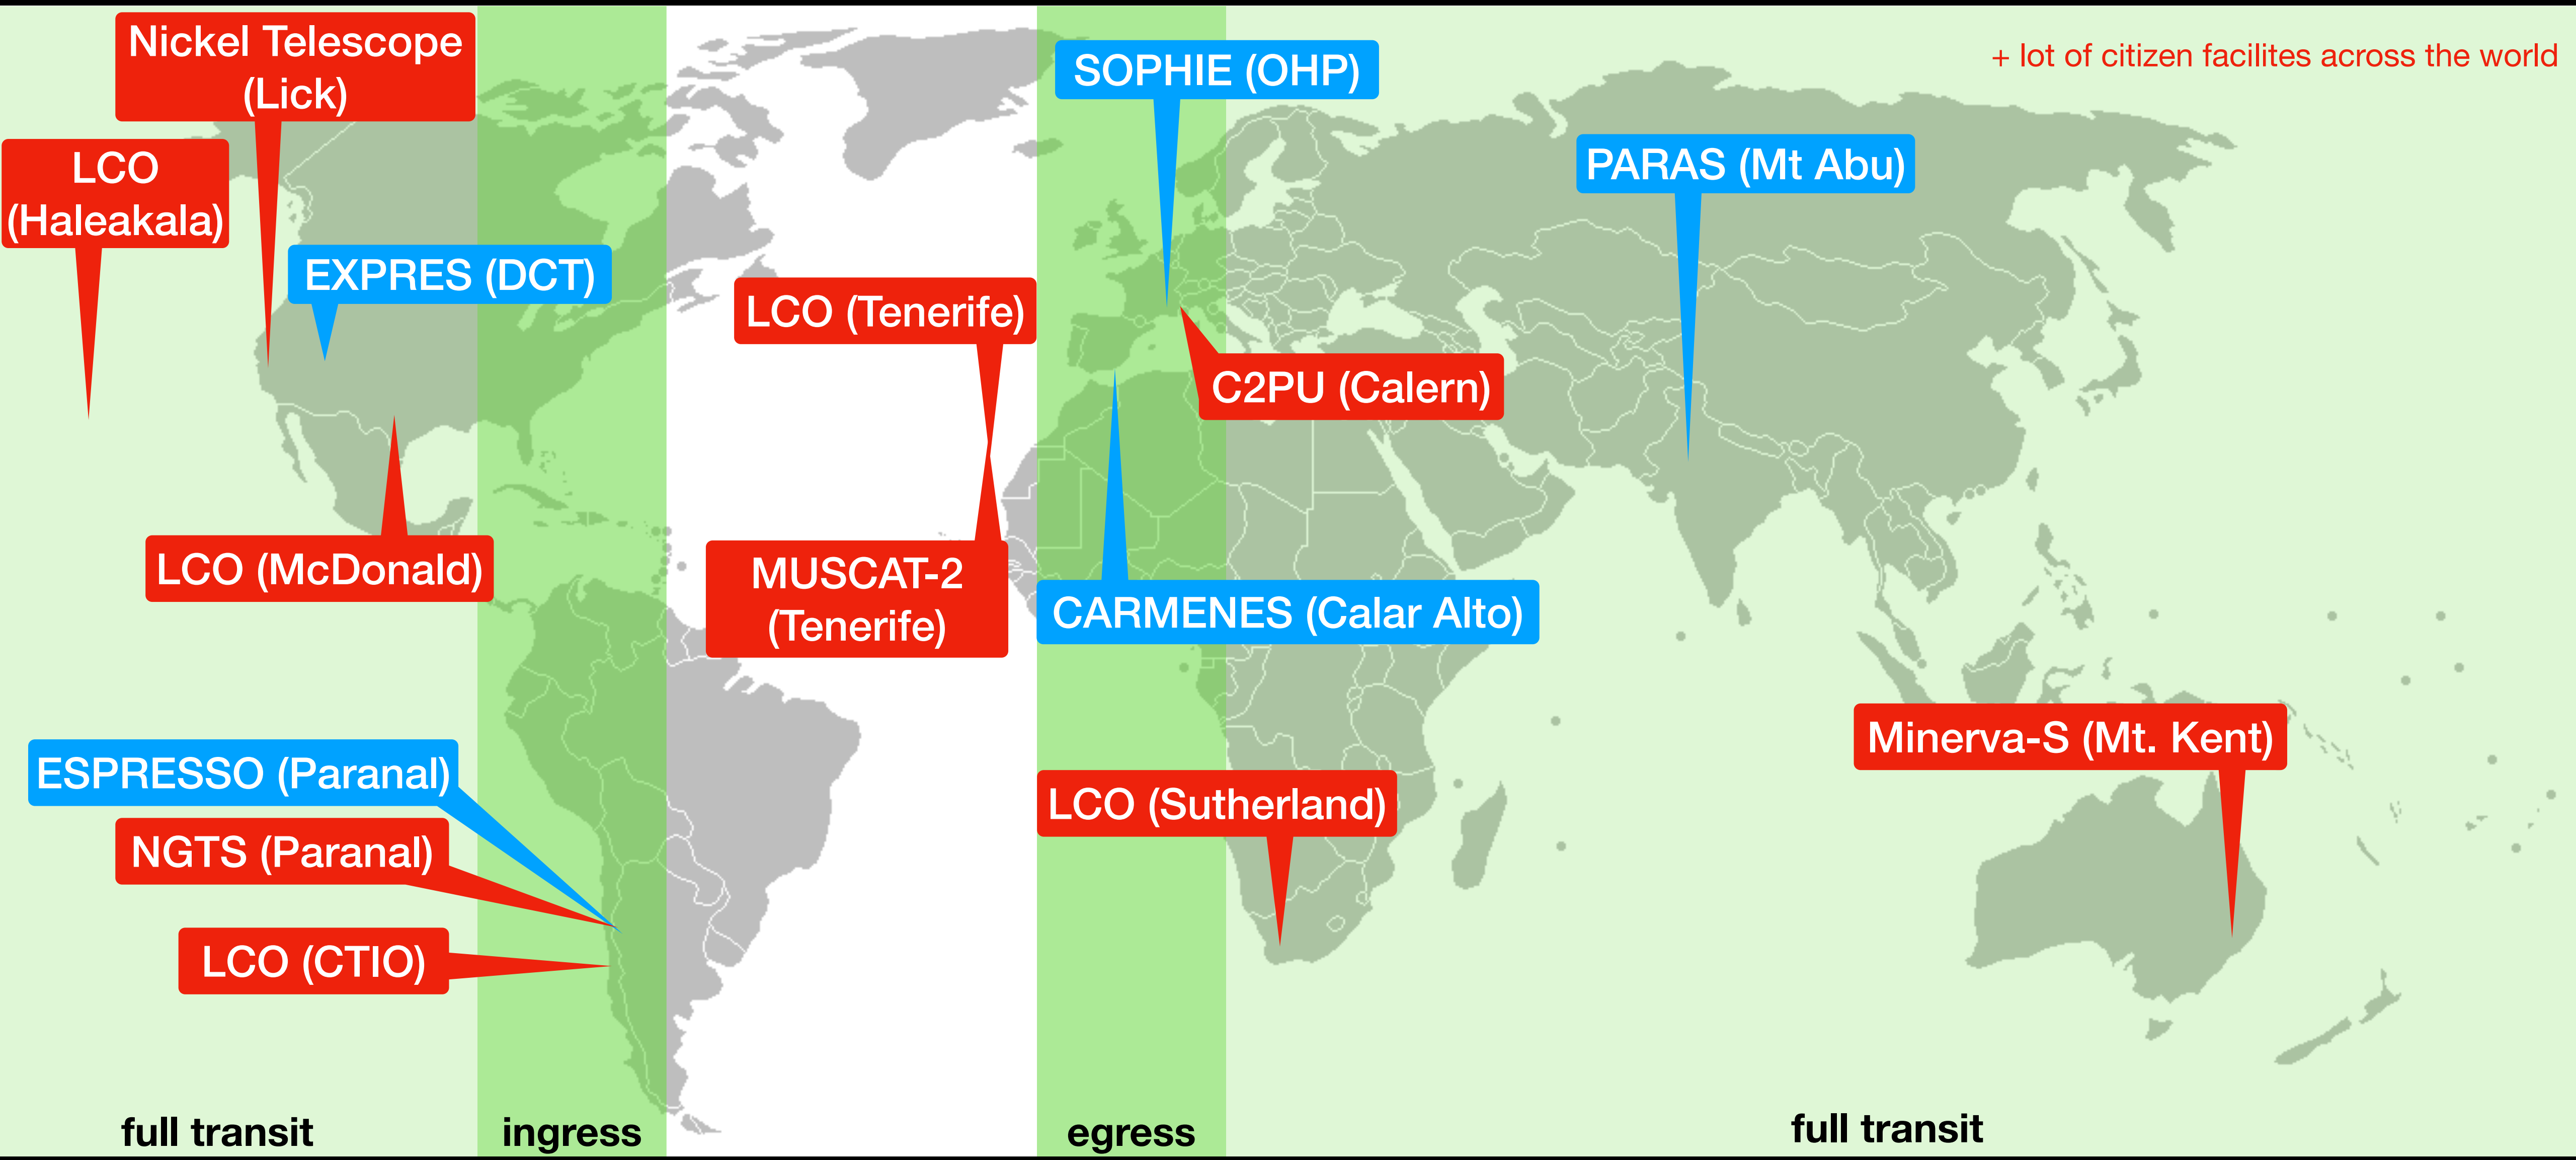 Nickel Telescope
(Lick)
SOPHIE (OHP)
+ lot of citizen facilites across the world
LCO
(Haleakala)
PARAS (Mt Abu)
EXPRES (DCT)
LCO (Tenerife)
C2PU (Calern)
LCO (McDonald)
MUSCAT-2
(Tenerife)
CARMENES (Calar Alto)
ESPRESSO (Paranal)
Minerva-S (Mt. Kent)
LCO (Sutherland)
NGTS (Paranal)
LCO (CTIO)
full transit
ingress
egress
full transit